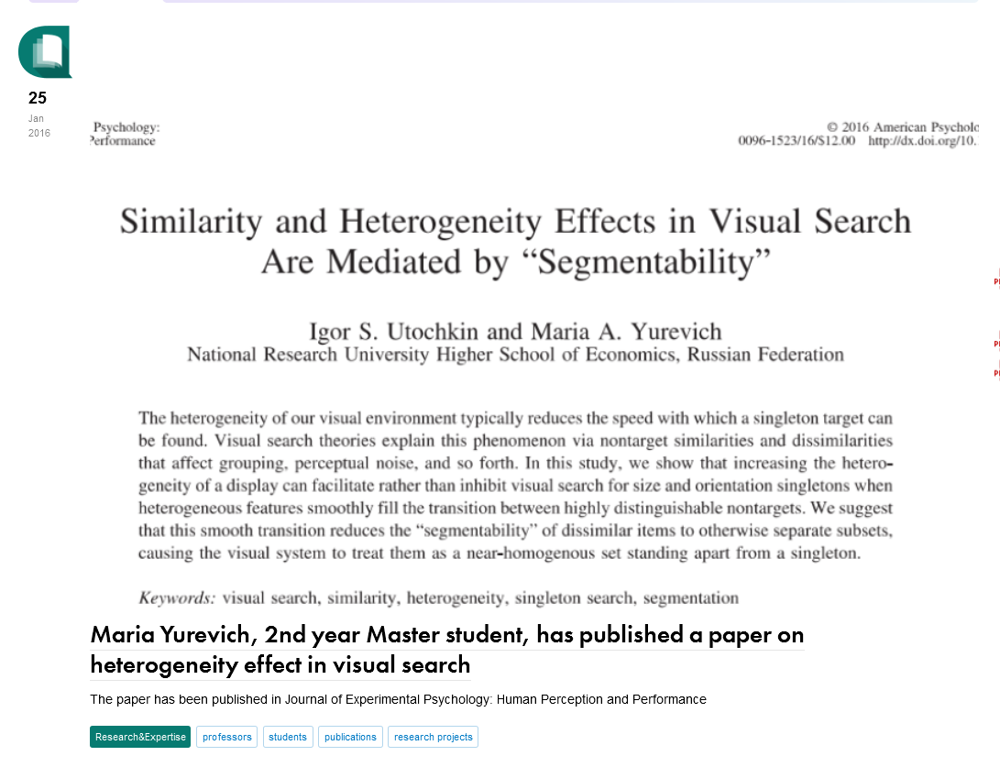 25
Jan
2016
Psychology:
Performance
© 2016 American Psycholo
0096-1523/16/$12.00 http://dx.doi.org/10.
Similarity and Heterogeneity Effects in Visual Search
Are Mediated by “Segmentability”
Igor S. Utochkin and Maria A. Yurevich
National Research University Higher School of Economics, Russian Federation
The heterogeneity of our visual environment typically reduces the speed with which a singleton target can
be found. Visual search theories explain this phenomenon via nontarget similarities and dissimilarities
that affect grouping, perceptual noise, and so forth. In this study, we show that increasing the hetero-
geneity of a display can facilitate rather than inhibit visual search for size and orientation singletons when
heterogeneous features smoothly fill the transition between highly distinguishable nontargets. We suggest
that this smooth transition reduces the “segmentability” of dissimilar items to otherwise separate subsets,
causing the visual system to treat them as a near-homogenous set standing apart from a singleton.
Keywords: visual search, similarity, heterogeneity, singleton search, segmentation
Maria Yurevich, 2nd year Master student, has published a paper on
heterogeneity effect in visual search
The paper has been published in Journal of Experimental Psychology: Human Perception and Performance
Research&Expertise professors students publications research projects